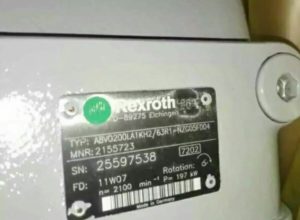 Rexroth
D-89275 Elchingen
TYP: A8VO200LA1KH2/63R1-NZG05F004
MNR: 2155723
SN: 25597538 7202
FD: 11W07 Rotation:
n= 2100 min⁻¹ P= 197 kW
Made in Germany